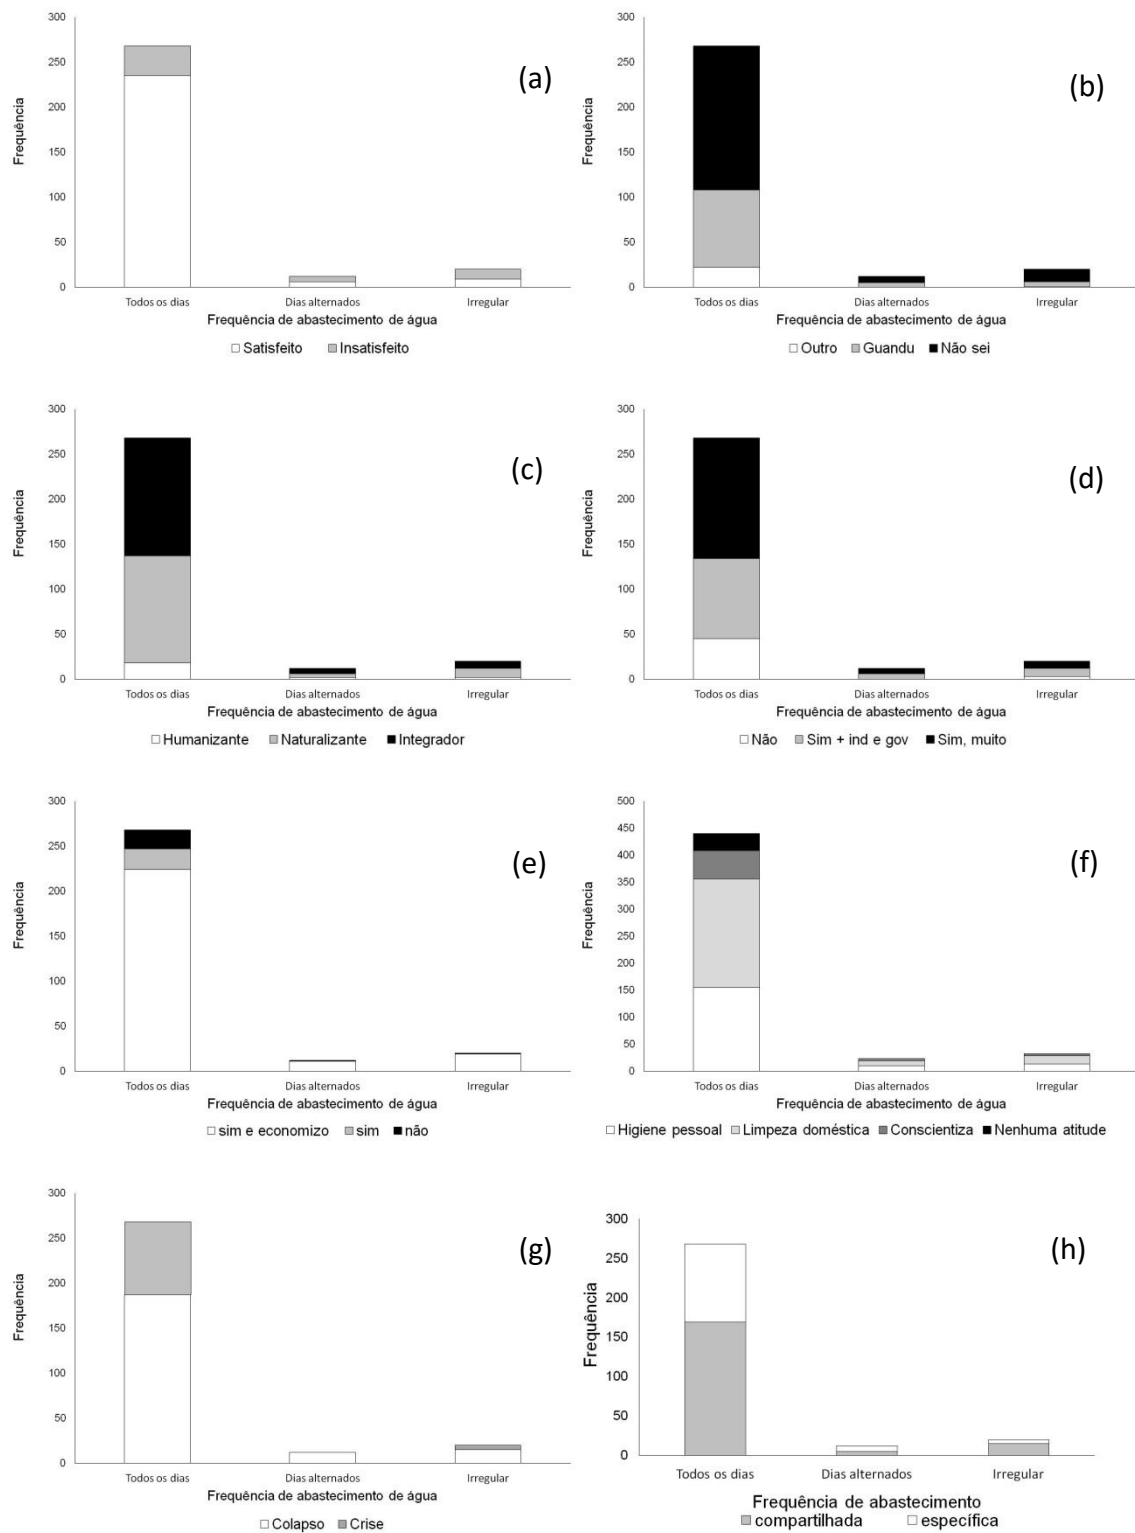 300
250
200
150
100
50
0
Frequência
(a)
Todos os dias Dias alternados Irregular
Frequência de abastecimento de água
Satisfeito Insatisfeito
300
250
200
150
100
50
0
Frequência
(b)
Todos os dias Dias alternados Irregular
Frequência de abastecimento de água
Outro Guandu Não sei
300
250
200
150
100
50
0
Frequência
(c)
Todos os dias Dias alternados Irregular
Frequência de abastecimento de água
Humanizante Naturalizante Integrador
300
250
200
150
100
50
0
Frequência
(d)
Todos os dias Dias alternados Irregular
Frequência de abastecimento de água
Não Sim + ind e gov Sim, muito
300
250
200
150
100
50
0
Frequência
(e)
Todos os dias Dias alternados Irregular
Frequência de abastecimento de água
sim e economizo sim não
500
450
400
350
300
250
200
150
100
50
0
Frequência
(f)
Todos os dias Dias alternados Irregular
Frequência de abastecimento de água
Higiene pessoal Limpeza doméstica Conscientiza Nenhuma atitude
300
250
200
150
100
50
0
Frequência
(g)
Todos os dias Dias alternados Irregular
Frequência de abastecimento de água
Colapso Crise
300
250
200
150
100
50
0
Frequência
(h)
Todos os dias Dias alternados Irregular
Frequência de abastecimento
compartilhada específica